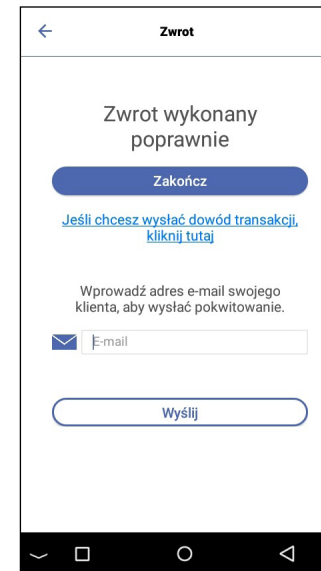 Zwrot
Zwrot wykonany
poprawnie
Zakończ
Jeśli chcesz wysłać dowód transakcji,
kliknij tutaj
Wprowadź adres e-mail swojego
klienta, aby wysłać pokwitowanie.
E-mail
Wyślij